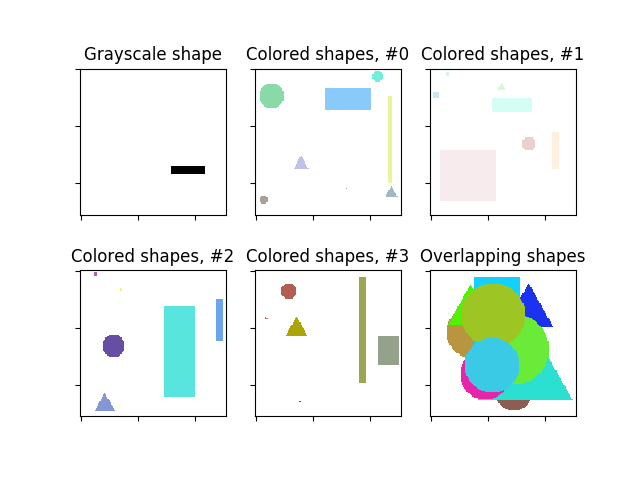 Grayscale shape
Colored shapes, #0
Colored shapes, #1
Colored shapes, #2
Colored shapes, #3
Overlapping shapes